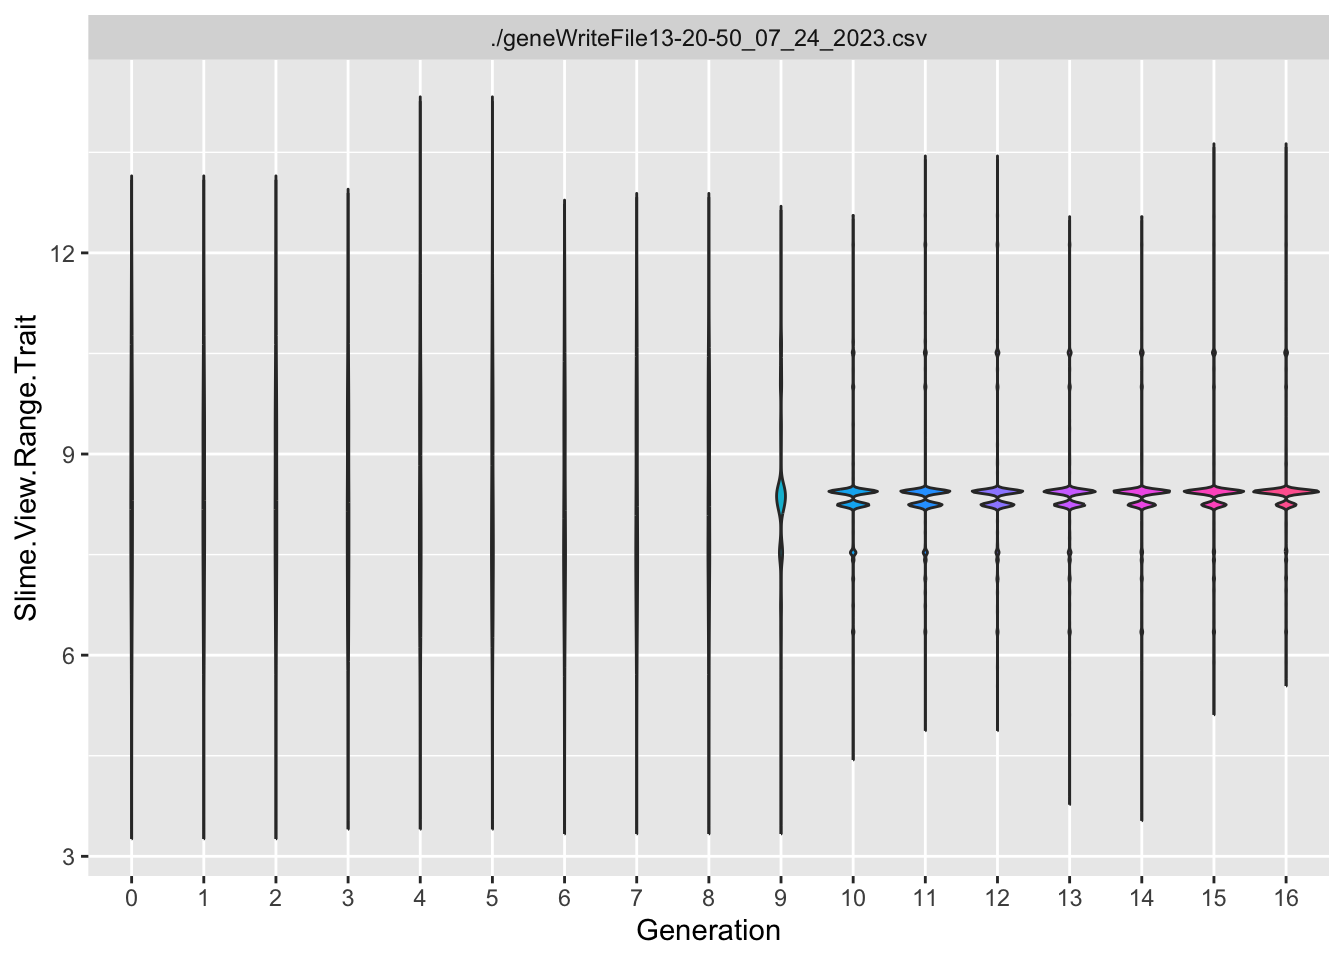 ./geneWriteFile13-20-50_07_24_2023.csv
Slime.View.Range.Trait
12
9
6
3
0 1 2 3 4 5 6 7 8 9 10 11 12 13 14 15 16
Generation